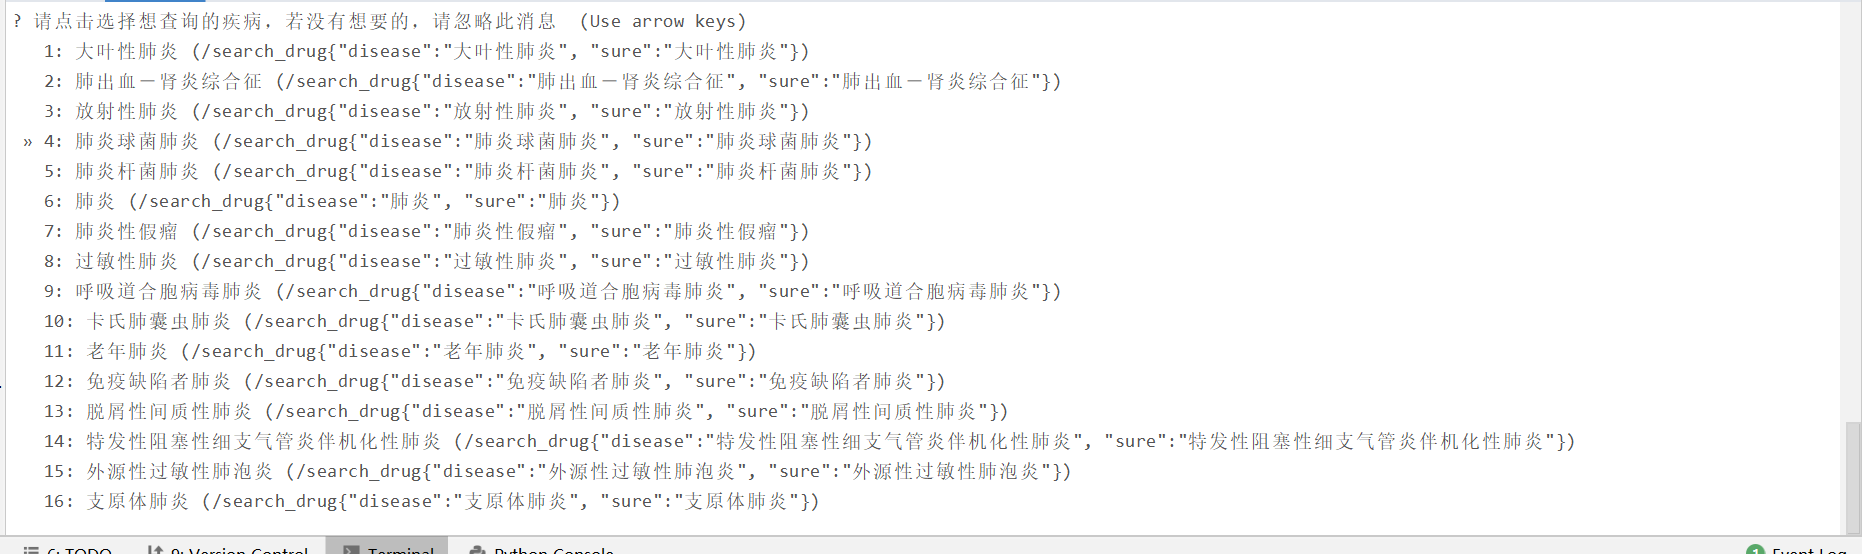 ? 请点击选择想查询的疾病，若没有想要的，请忽略此消息  (Use arrow keys)
1: 大叶性肺炎 (/search_drug{"disease":"大叶性肺炎", "sure":"大叶性肺炎"})
2: 肺出血－肾炎综合征 (/search_drug{"disease":"肺出血－肾炎综合征", "sure":"肺出血－肾炎综合征"})
3: 放射性肺炎 (/search_drug{"disease":"放射性肺炎", "sure":"放射性肺炎"})
» 4: 肺炎球菌肺炎 (/search_drug{"disease":"肺炎球菌肺炎", "sure":"肺炎球菌肺炎"})
5: 肺炎杆菌肺炎 (/search_drug{"disease":"肺炎杆菌肺炎", "sure":"肺炎杆菌肺炎"})
6: 肺炎 (/search_drug{"disease":"肺炎", "sure":"肺炎"})
7: 肺炎性假瘤 (/search_drug{"disease":"肺炎性假瘤", "sure":"肺炎性假瘤"})
8: 过敏性肺炎 (/search_drug{"disease":"过敏性肺炎", "sure":"过敏性肺炎"})
9: 呼吸道合胞病毒肺炎 (/search_drug{"disease":"呼吸道合胞病毒肺炎", "sure":"呼吸道合胞病毒肺炎"})
10: 卡氏肺囊虫肺炎 (/search_drug{"disease":"卡氏肺囊虫肺炎", "sure":"卡氏肺囊虫肺炎"})
11: 老年肺炎 (/search_drug{"disease":"老年肺炎", "sure":"老年肺炎"})
12: 免疫缺陷者肺炎 (/search_drug{"disease":"免疫缺陷者肺炎", "sure":"免疫缺陷者肺炎"})
13: 脱屑性间质性肺炎 (/search_drug{"disease":"脱屑性间质性肺炎", "sure":"脱屑性间质性肺炎"})
14: 特发性阻塞性细支气管炎伴机化性肺炎 (/search_drug{"disease":"特发性阻塞性细支气管炎伴机化性肺炎", "sure":"特发性阻塞性细支气管炎伴机化性肺炎"})
15: 外源性过敏性肺泡炎 (/search_drug{"disease":"外源性过敏性肺泡炎", "sure":"外源性过敏性肺泡炎"})
16: 支原体肺炎 (/search_drug{"disease":"支原体肺炎", "sure":"支原体肺炎"})
6: TODO 9: Version Control Terminal Python Console 1 Event Log